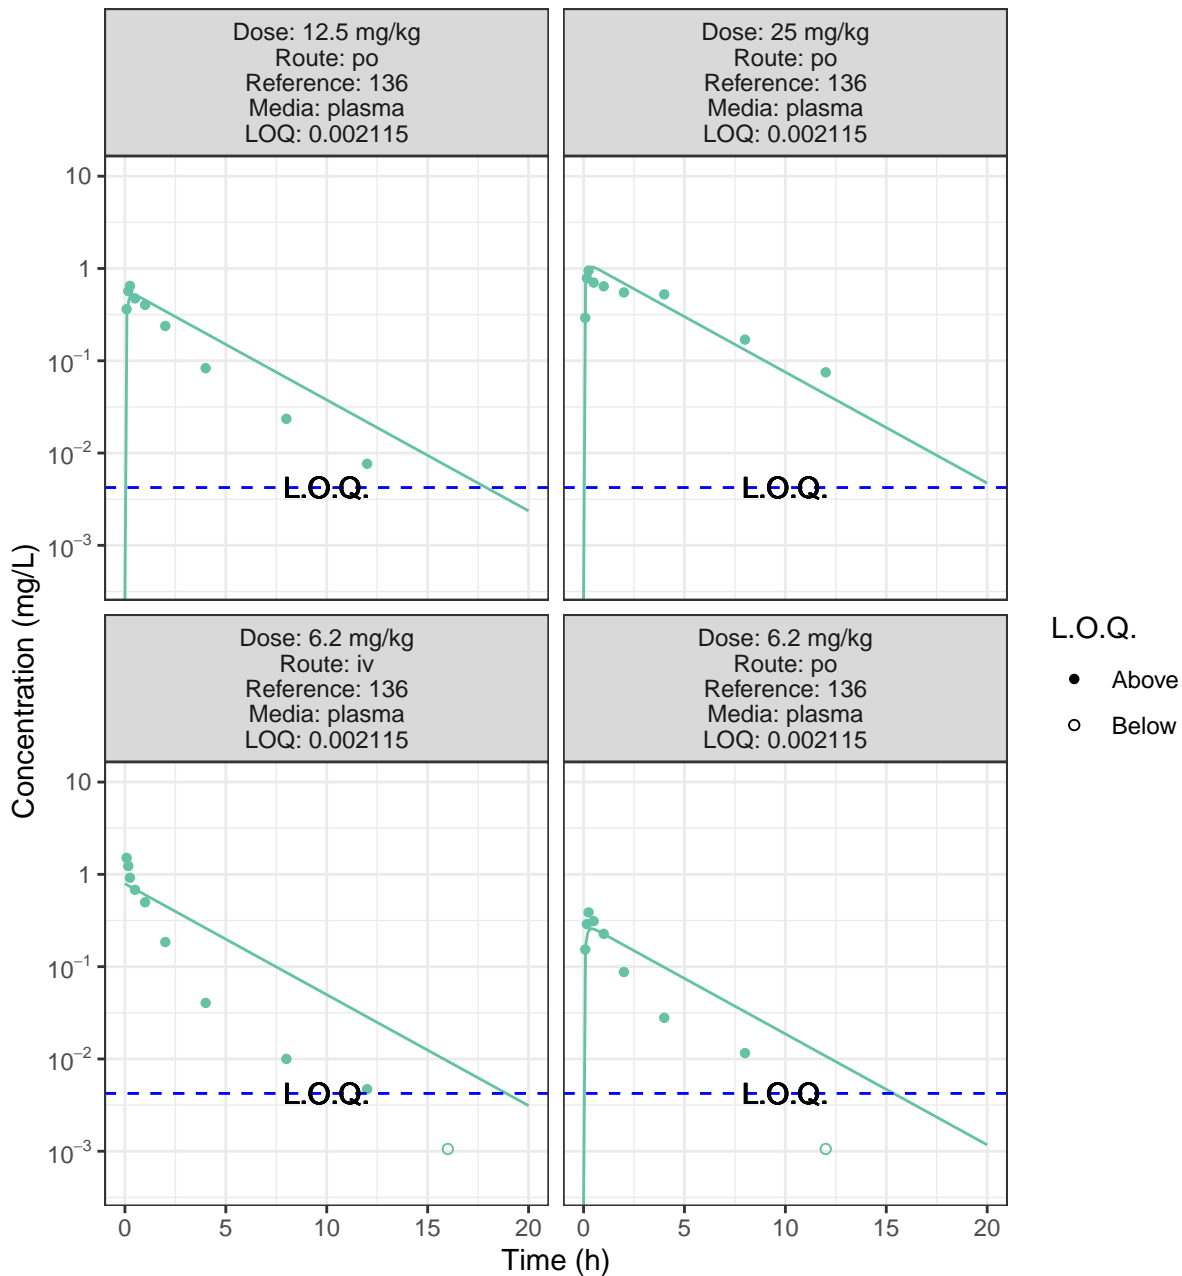 Dose: 12.5 mg/kg
Route: po
Reference: 136
Media: plasma
LOQ: 0.002115
Dose: 25 mg/kg
Route: po
Reference: 136
Media: plasma
LOQ: 0.002115
10
1
10⁻¹
10⁻²
10⁻³
L.O.Q.
L.O.Q.
Dose: 6.2 mg/kg
Route: iv
Reference: 136
Media: plasma
LOQ: 0.002115
Dose: 6.2 mg/kg
Route: po
Reference: 136
Media: plasma
LOQ: 0.002115
10
1
10⁻¹
10⁻²
10⁻³
L.O.Q.
L.O.Q.
0 5 10 15 20
0 5 10 15 20
Time (h)
Concentration (mg/L)
L.O.Q.
Above
Below